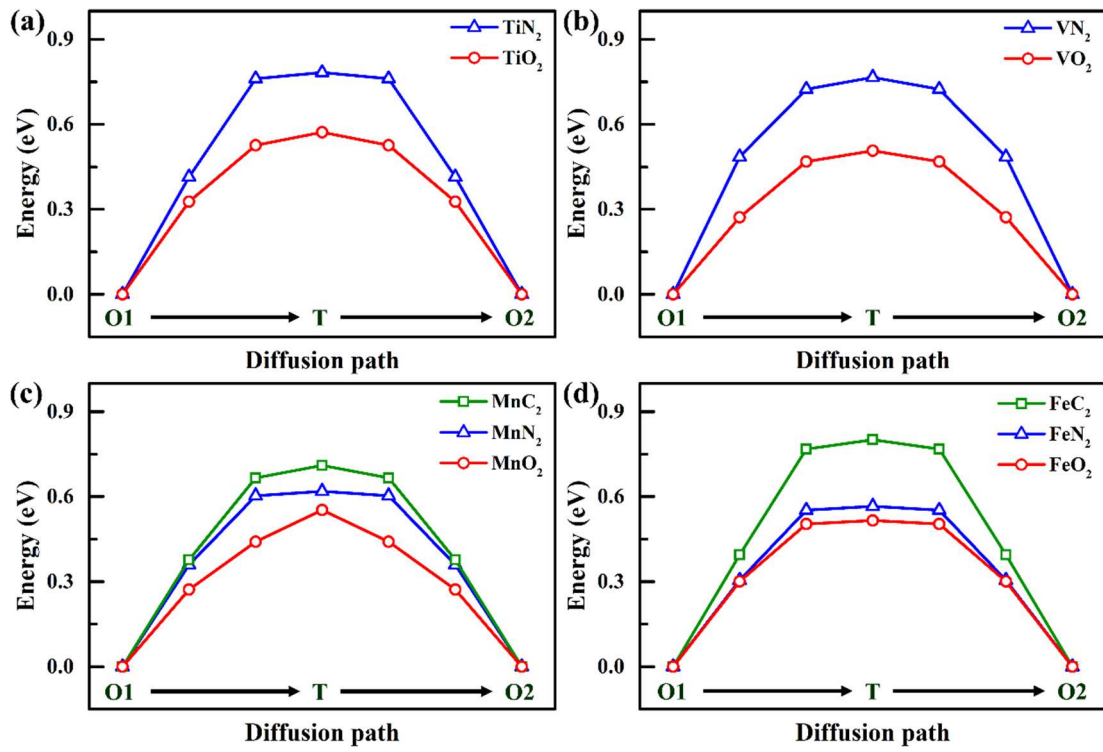 (a)
TiN₂
TiO₂
0.9
0.6
0.3
0.0
Energy (eV)
O1 T O2
Diffusion path
(b)
VN₂
VO₂
0.9
0.6
0.3
0.0
Energy (eV)
O1 T O2
Diffusion path
(c)
MnC₂
MnN₂
MnO₂
0.9
0.6
0.3
0.0
Energy (eV)
O1 T O2
Diffusion path
(d)
FeC₂
FeN₂
FeO₂
0.9
0.6
0.3
0.0
Energy (eV)
O1 T O2
Diffusion path